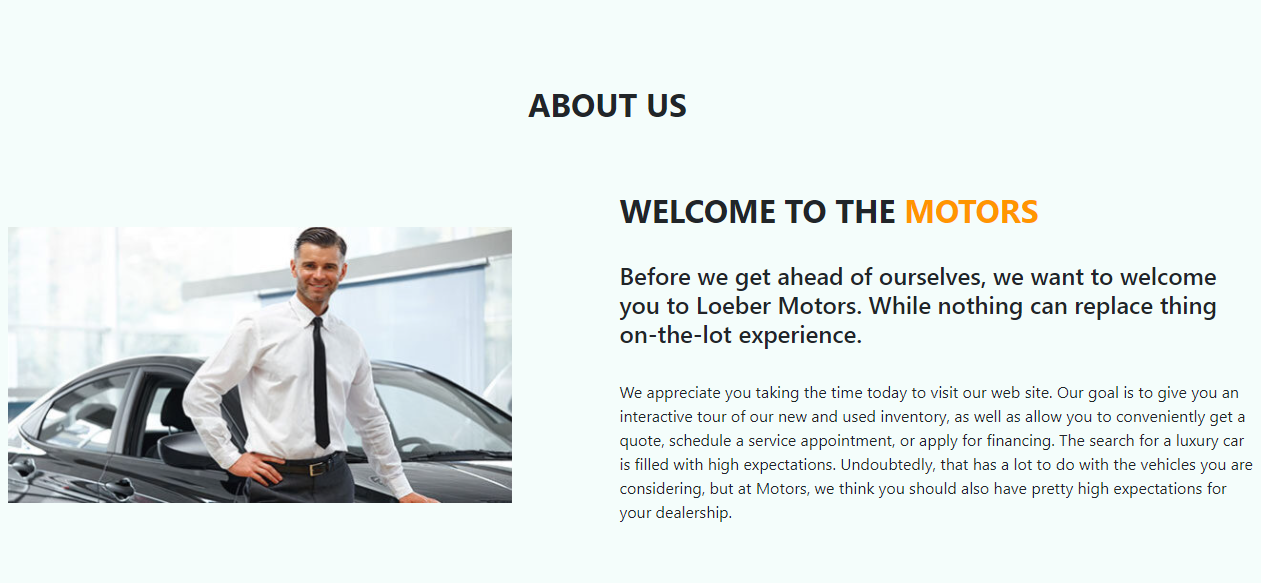 ABOUT US
WELCOME TO THE MOTORS
Before we get ahead of ourselves, we want to welcome
you to Loeber Motors. While nothing can replace thing
on-the-lot experience.
We appreciate you taking the time today to visit our web site. Our goal is to give you an
interactive tour of our new and used inventory, as well as allow you to conveniently get a
quote, schedule a service appointment, or apply for financing. The search for a luxury car
is filled with high expectations. Undoubtedly, that has a lot to do with the vehicles you are
considering, but at Motors, we think you should also have pretty high expectations for
your dealership.